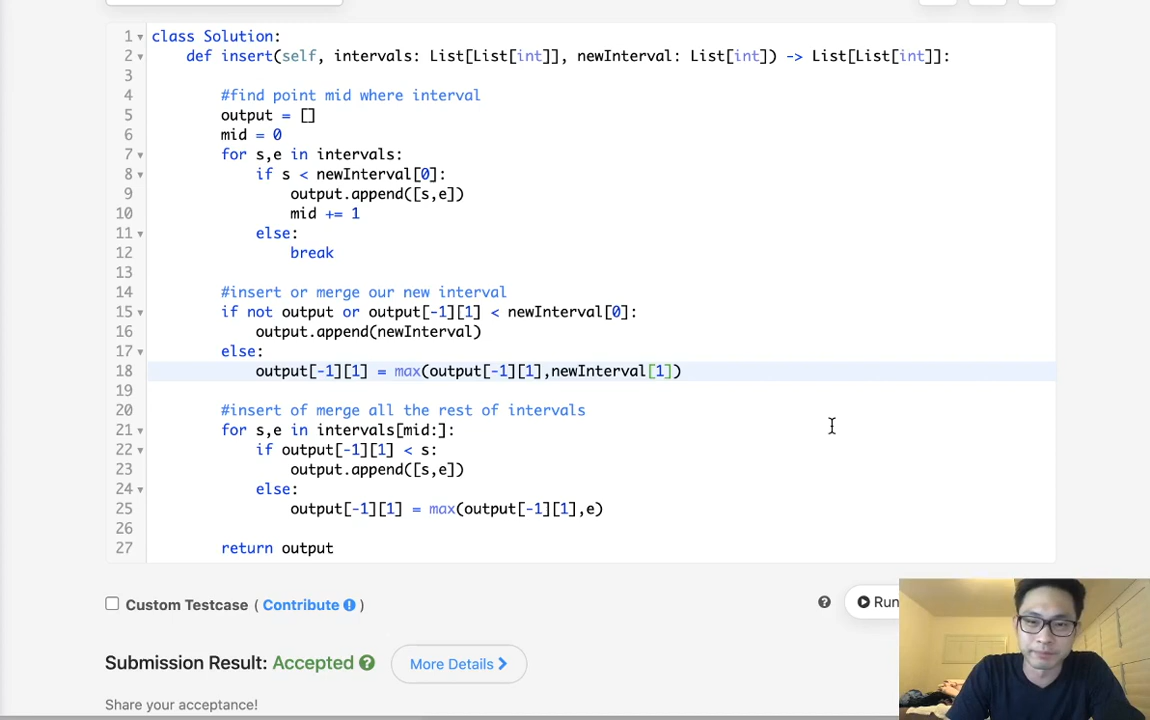 1 class Solution:
2 def insert(self, intervals: List[List[int]], newInterval: List[int]) -> List[List[int]]:
3
4 #find point mid where interval
5 output = []
6 mid = 0
7 for s,e in intervals:
8 if s < newInterval[0]:
9 output.append([s,e])
10 mid += 1
11 else:
12 break
13
14 #insert or merge our new interval
15 if not output or output[-1][1] < newInterval[0]:
16 output.append(newInterval)
17 else:
18 output[-1][1] = max(output[-1][1],newInterval[1])
19
20 #insert of merge all the rest of intervals
21 for s,e in intervals[mid:]:
22 if output[-1][1] < s:
23 output.append([s,e])
24 else:
25 output[-1][1] = max(output[-1][1],e)
26
27 return output
Custom Testcase ( Contribute ) Run
Submission Result: Accepted More Details
Share your acceptance!